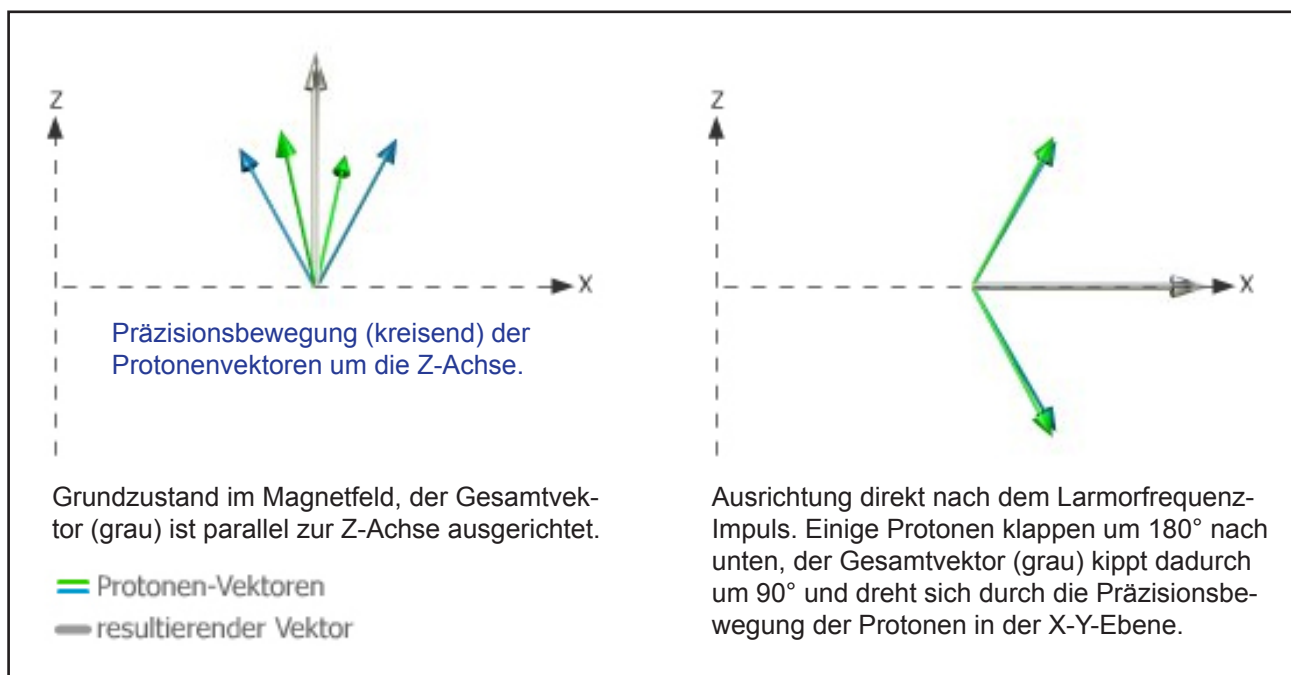 Z
X
Präzisionsbewegung (kreisend) der
Protonenvektoren um die Z-Achse.
Grundzustand im Magnetfeld, der Gesamtvek-
tor (grau) ist parallel zur Z-Achse ausgerichtet.
Protonen-Vektoren
resultierender Vektor
Z
X
Ausrichtung direkt nach dem Larmorfrequenz-
Impuls. Einige Protonen klappen um 180° nach
unten, der Gesamtvektor (grau) kippt dadurch
um 90° und dreht sich durch die Präzisionsbe-
wegung der Protonen in der X-Y-Ebene.